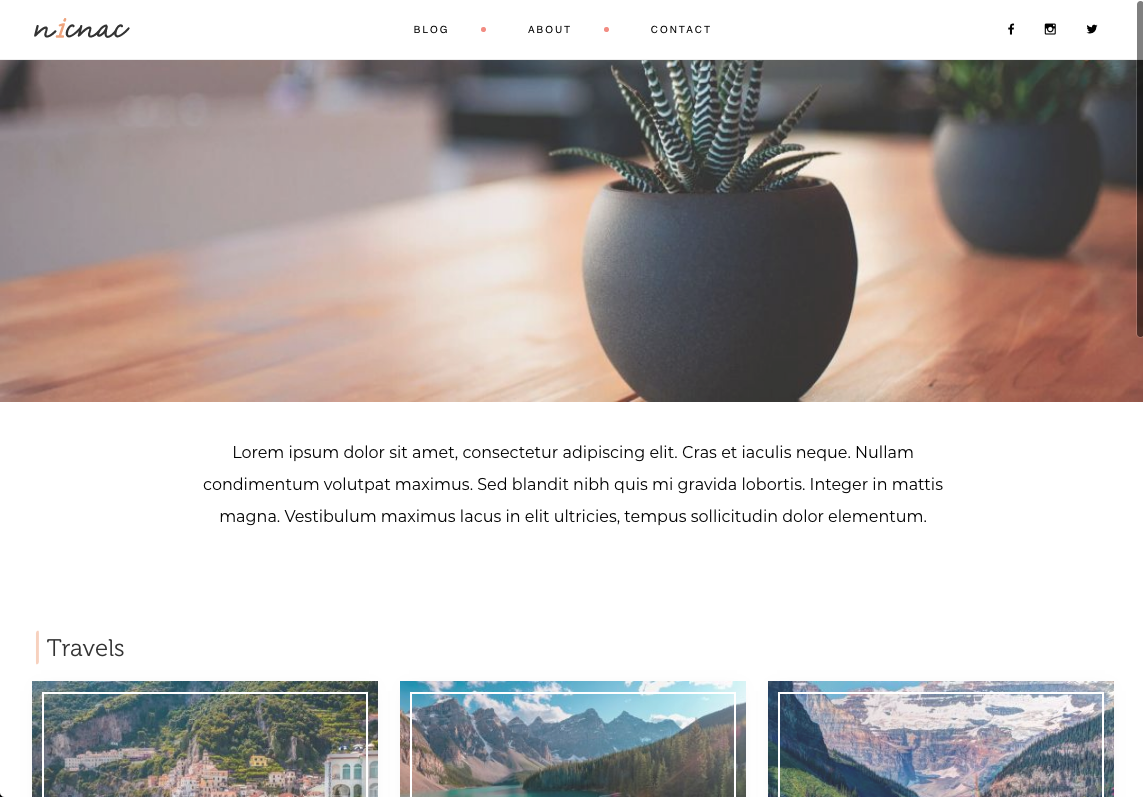 nicnac
BLOG
ABOUT
CONTACT
Lorem ipsum dolor sit amet, consectetur adipiscing elit. Cras et iaculis neque. Nullam
condimentum volutpat maximus. Sed blandit nibh quis mi gravida lobortis. Integer in mattis
magna. Vestibulum maximus lacus in elit ultricies, tempus sollicitudin dolor elementum.
Travels